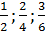 1/2 ; 2/4 ; 3/6